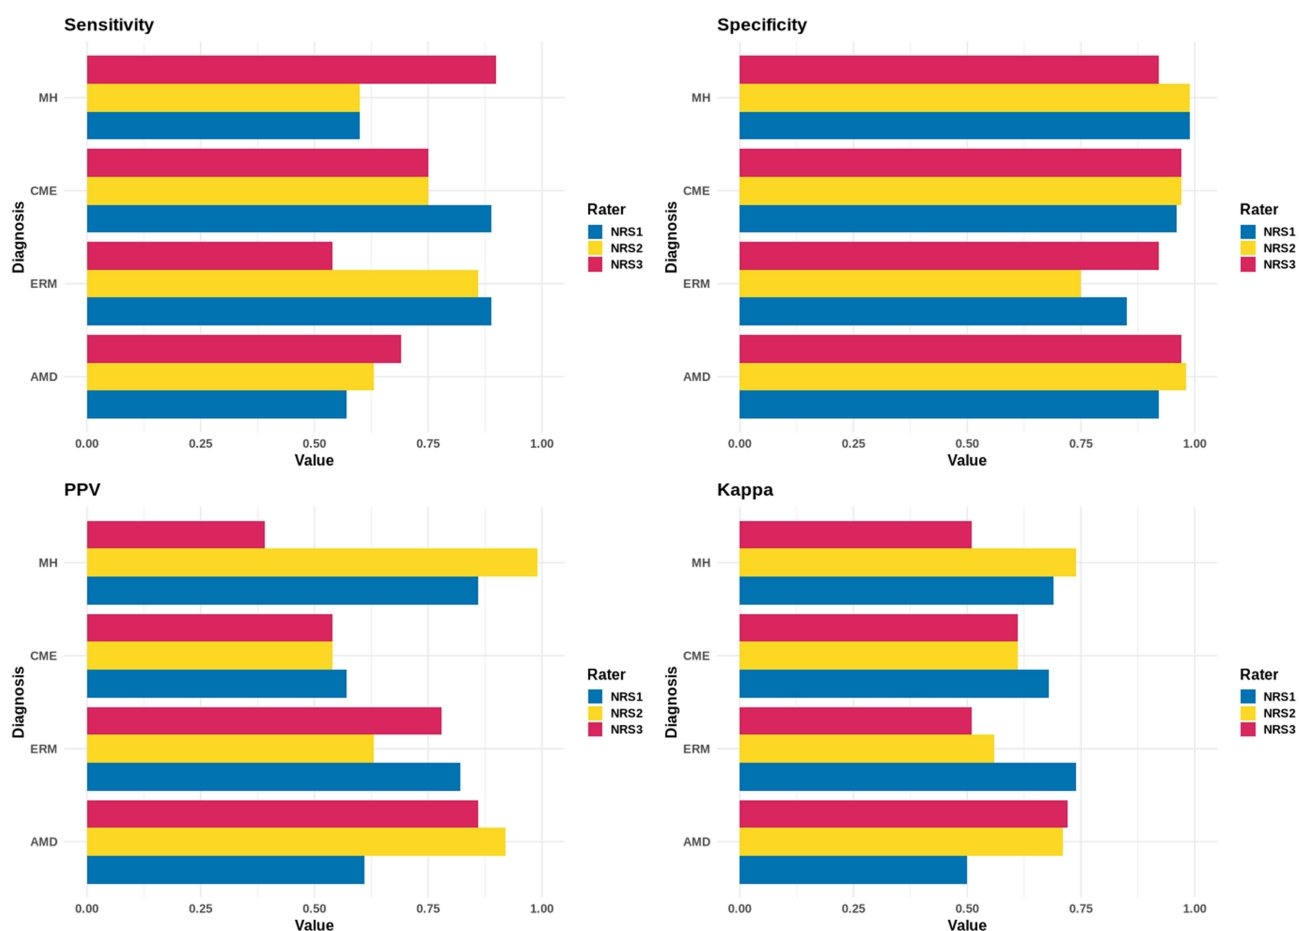 Sensitivity
Diagnosis
MH
CME
ERM
AMD
0.00 0.25 0.50 0.75 1.00
Value
Rater
NRS1
NRS2
NRS3
Specificity
Diagnosis
MH
CME
ERM
AMD
0.00 0.25 0.50 0.75 1.00
Value
Rater
NRS1
NRS2
NRS3
PPV
Diagnosis
MH
CME
ERM
AMD
0.00 0.25 0.50 0.75 1.00
Value
Rater
NRS1
NRS2
NRS3
Kappa
Diagnosis
MH
CME
ERM
AMD
0.00 0.25 0.50 0.75 1.00
Value
Rater
NRS1
NRS2
NRS3